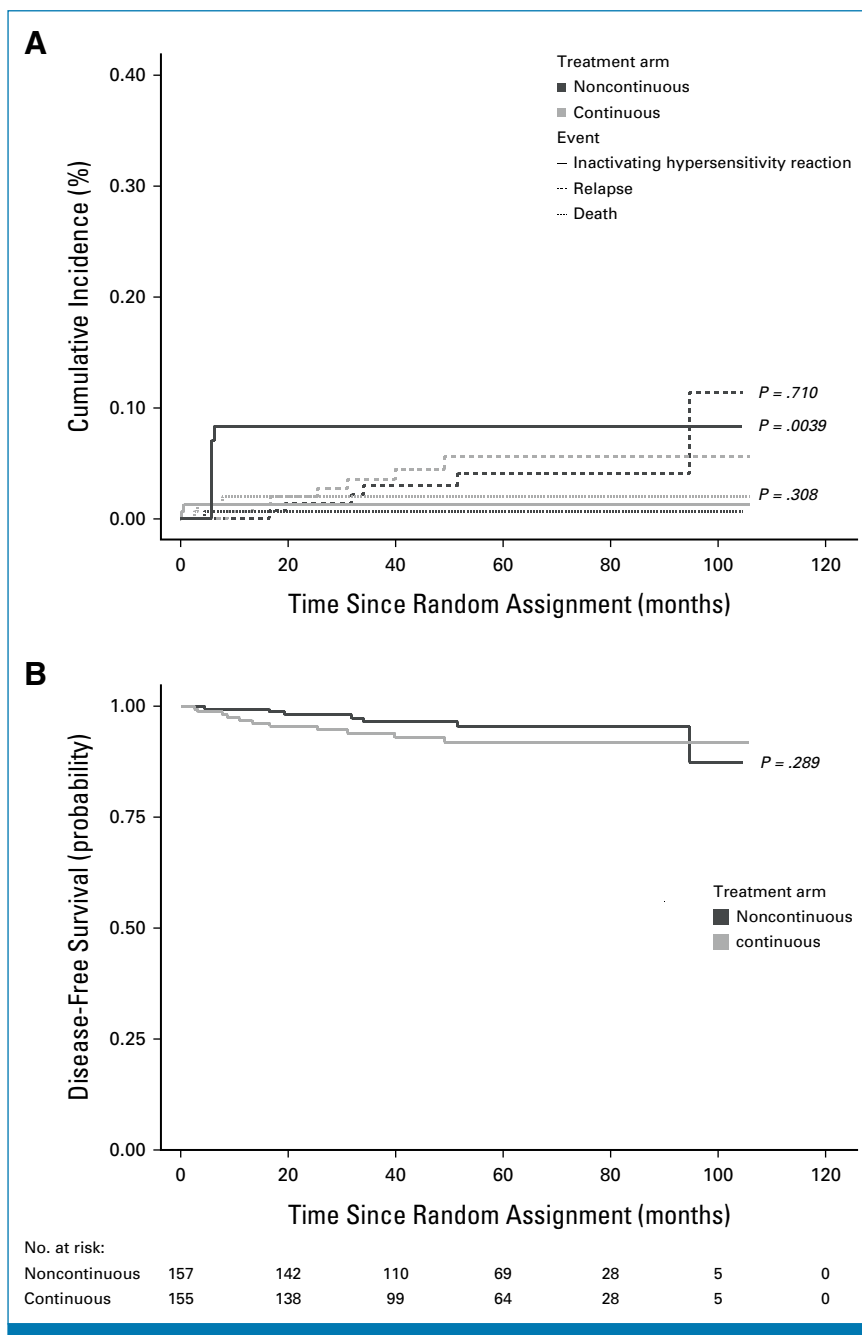 A
0.40
0.30
0.20
0.10
0.00
Cumulative Incidence (%)
Treatment arm
Noncontinuous
Continuous
Event
Inactivating hypersensitivity reaction
Relapse
Death
P = .710
P = .0039
P = .308
0 20 40 60 80 100 120
Time Since Random Assignment (months)
B
1.00
0.75
0.50
0.25
0.00
Disease-Free Survival (probability)
P = .289
Treatment arm
Noncontinuous
continuous
0 20 40 60 80 100 120
Time Since Random Assignment (months)
No. at risk:
Noncontinuous 157 142 110 69 28 5 0
Continuous 155 138 99 64 28 5 0